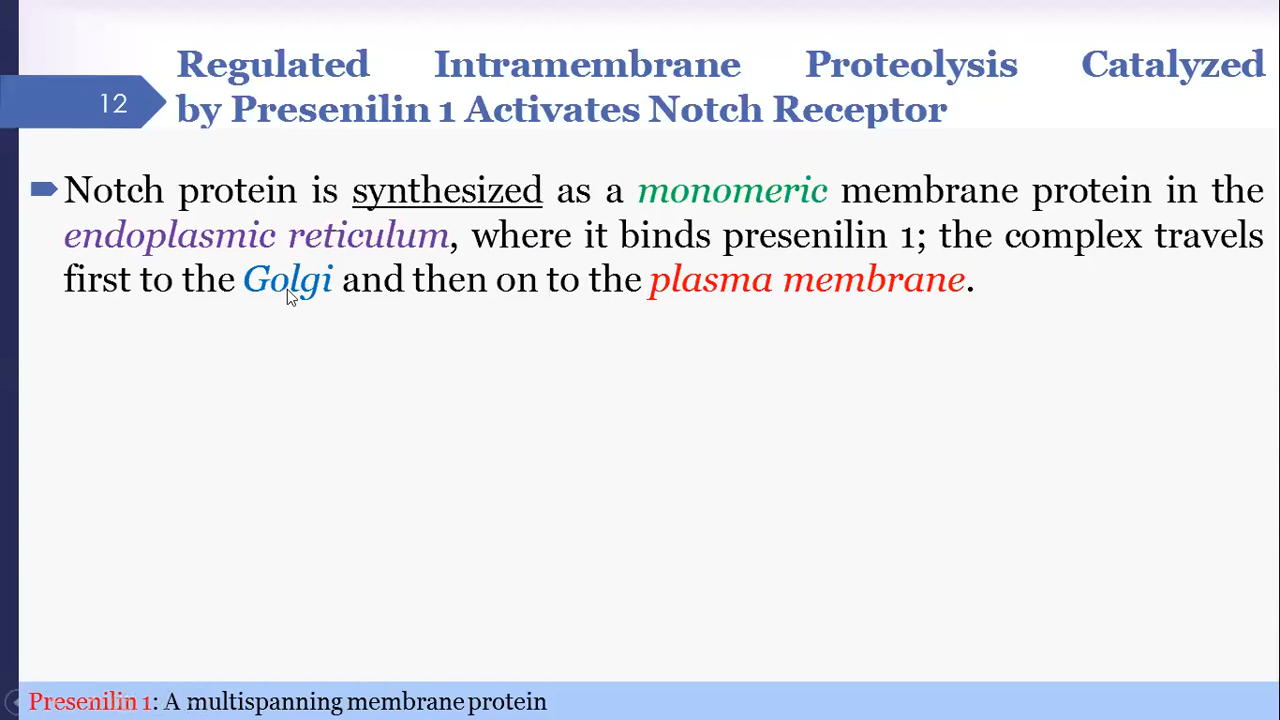 Regulated Intramembrane Proteolysis Catalyzed
by Presenilin 1 Activates Notch Receptor
12
Notch protein is synthesized as a monomeric membrane protein in the
endoplasmic reticulum, where it binds presenilin 1; the complex travels
first to the Golgi and then on to the plasma membrane.
Presenilin 1: A multispanning membrane protein